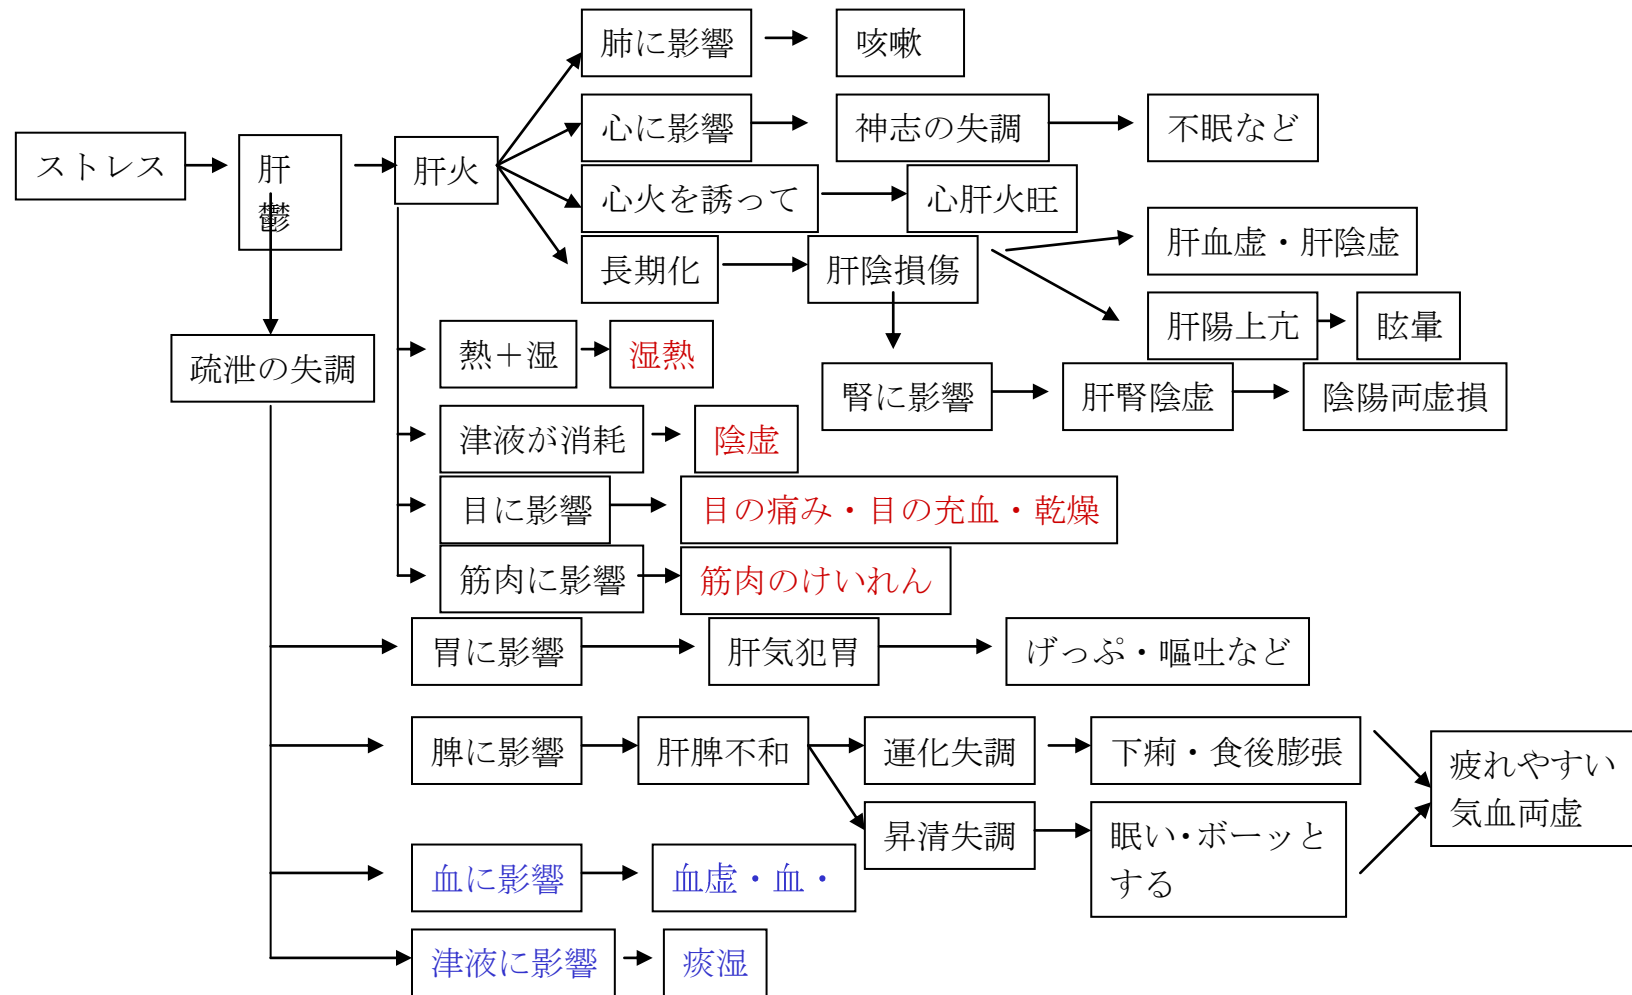 肺に影響
咳嗽
心に影響
神志の失調
不眠など
ストレス
肝
鬱
肝火
心火を誘って
心肝火旺
長期化
肝陰損傷
肝血虚・肝陰虚
肝陽上亢
眩暈
疏泄の失調
熱＋湿
湿熱
腎に影響
肝腎陰虚
陰陽両虚損
津液が消耗
陰虚
目に影響
目の痛み・目の充血・乾燥
筋肉に影響
筋肉のけいれん
胃に影響
肝気犯胃
げっぷ・嘔吐など
脾に影響
肝脾不和
運化失調
下痢・食後膨張
疲れやすい
気血両虚
昇清失調
眠い・ボーッと
する
血に影響
血虚・血・
津液に影響
痰湿